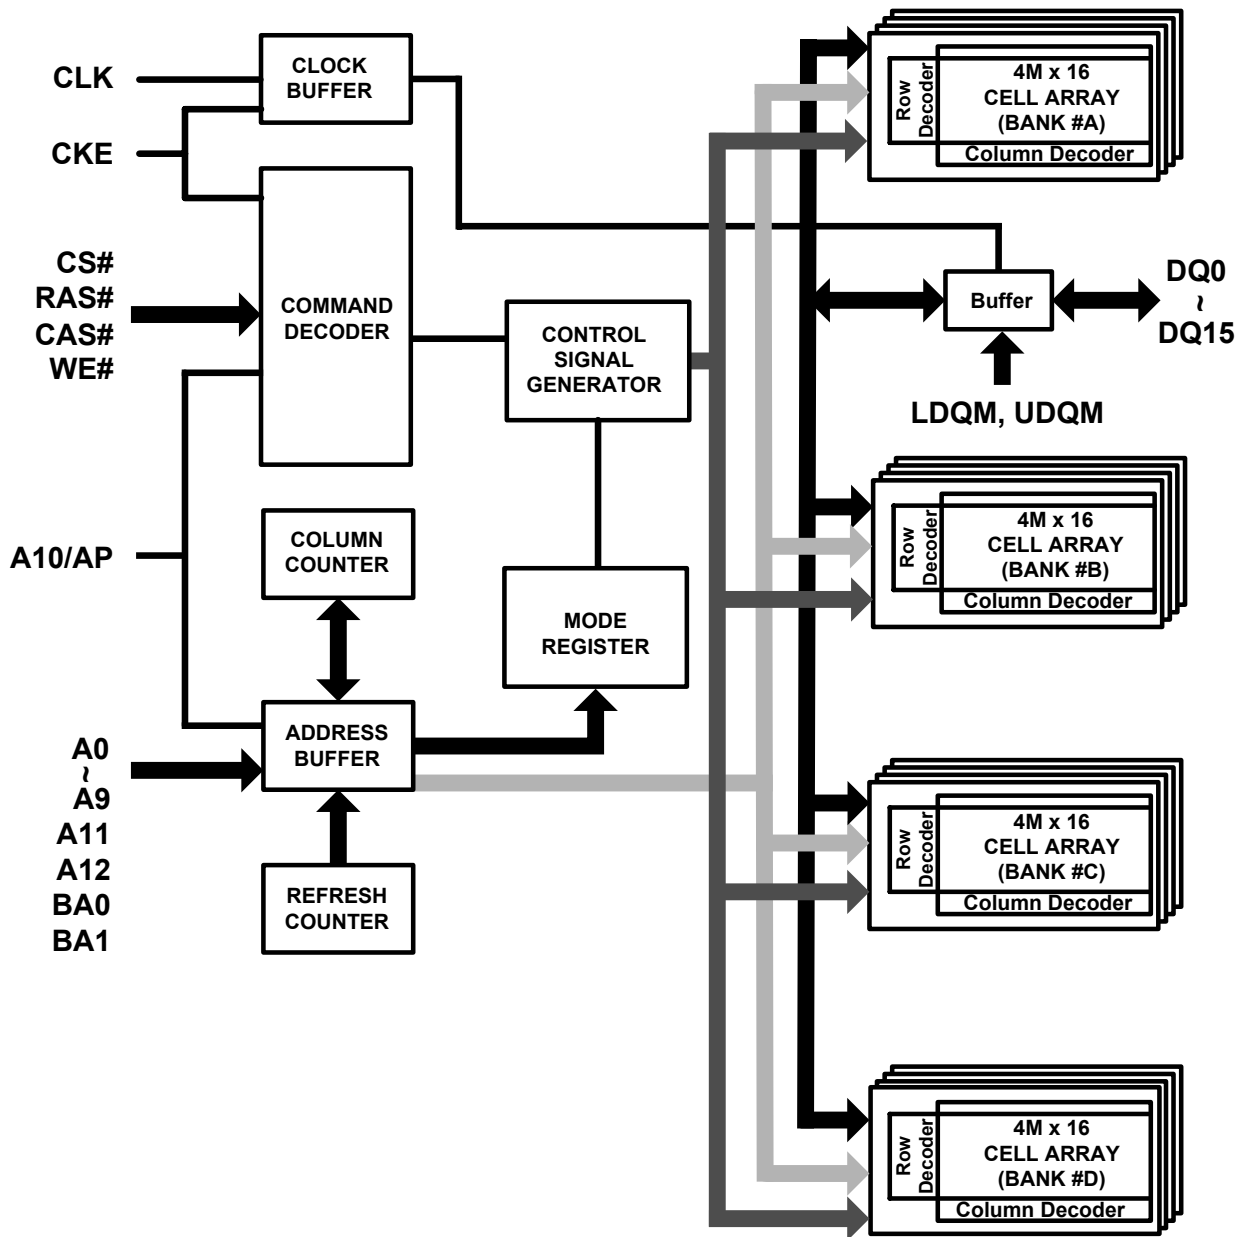 CLK
CKE
CLOCK
BUFFER
CS#
RAS#
CAS#
WE#
COMMAND
DECODER
CONTROL
SIGNAL
GENERATOR
A10/AP
COLUMN
COUNTER
MODE
REGISTER
A0
~
A9
A11
A12
BA0
BA1
ADDRESS
BUFFER
REFRESH
COUNTER
Row
Decoder
4M x 16
CELL ARRAY
(BANK #A)
Column Decoder
Buffer
DQ0
~
DQ15
LDQM, UDQM
Row
Decoder
4M x 16
CELL ARRAY
(BANK #B)
Column Decoder
Row
Decoder
4M x 16
CELL ARRAY
(BANK #C)
Column Decoder
Row
Decoder
4M x 16
CELL ARRAY
(BANK #D)
Column Decoder